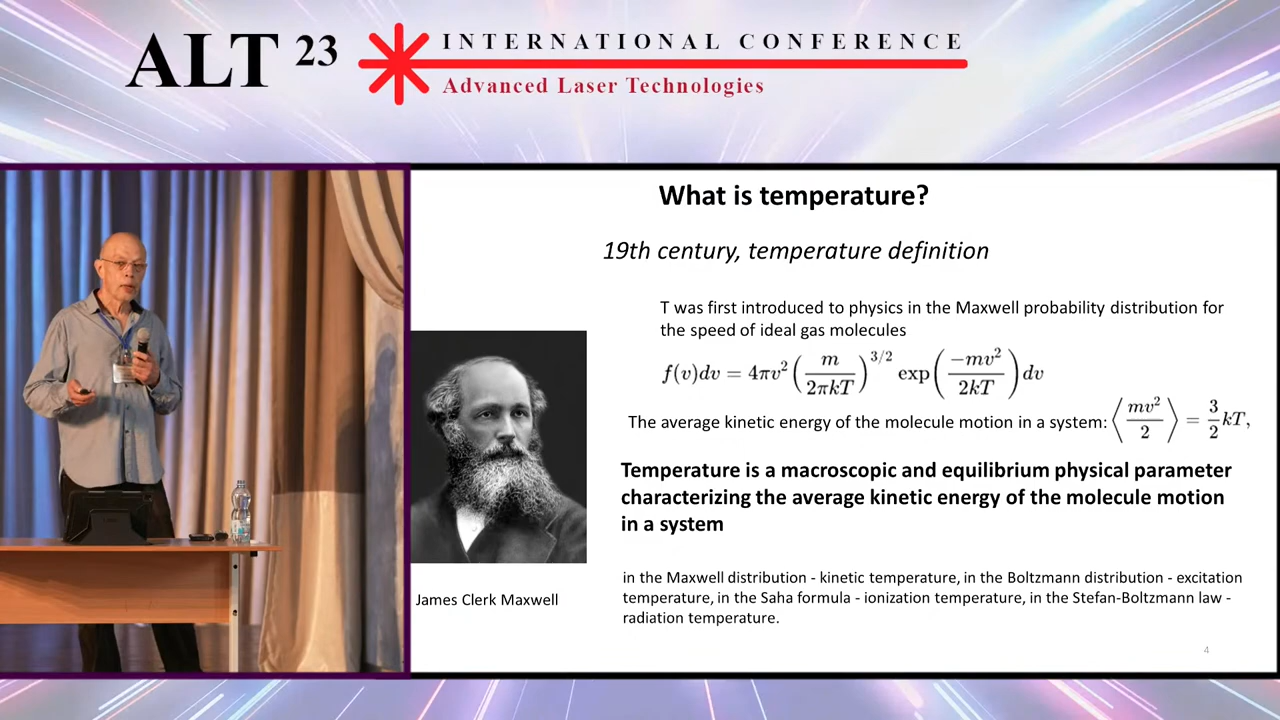 ALT 23
INTERNATIONAL CONFERENCE
Advanced Laser Technologies
What is temperature?
19th century, temperature definition
T was first introduced to physics in the Maxwell probability distribution for
the speed of ideal gas molecules
f(v)dv = 4πv² (m / 2πkT)^{3/2} exp(−mv² / 2kT) dv
The average kinetic energy of the molecule motion in a system: ⟨mv² / 2⟩ = 3/2 kT,
Temperature is a macroscopic and equilibrium physical parameter
characterizing the average kinetic energy of the molecule motion
in a system
in the Maxwell distribution - kinetic temperature, in the Boltzmann distribution - excitation
temperature, in the Saha formula - ionization temperature, in the Stefan-Boltzmann law -
radiation temperature.
James Clerk Maxwell
4